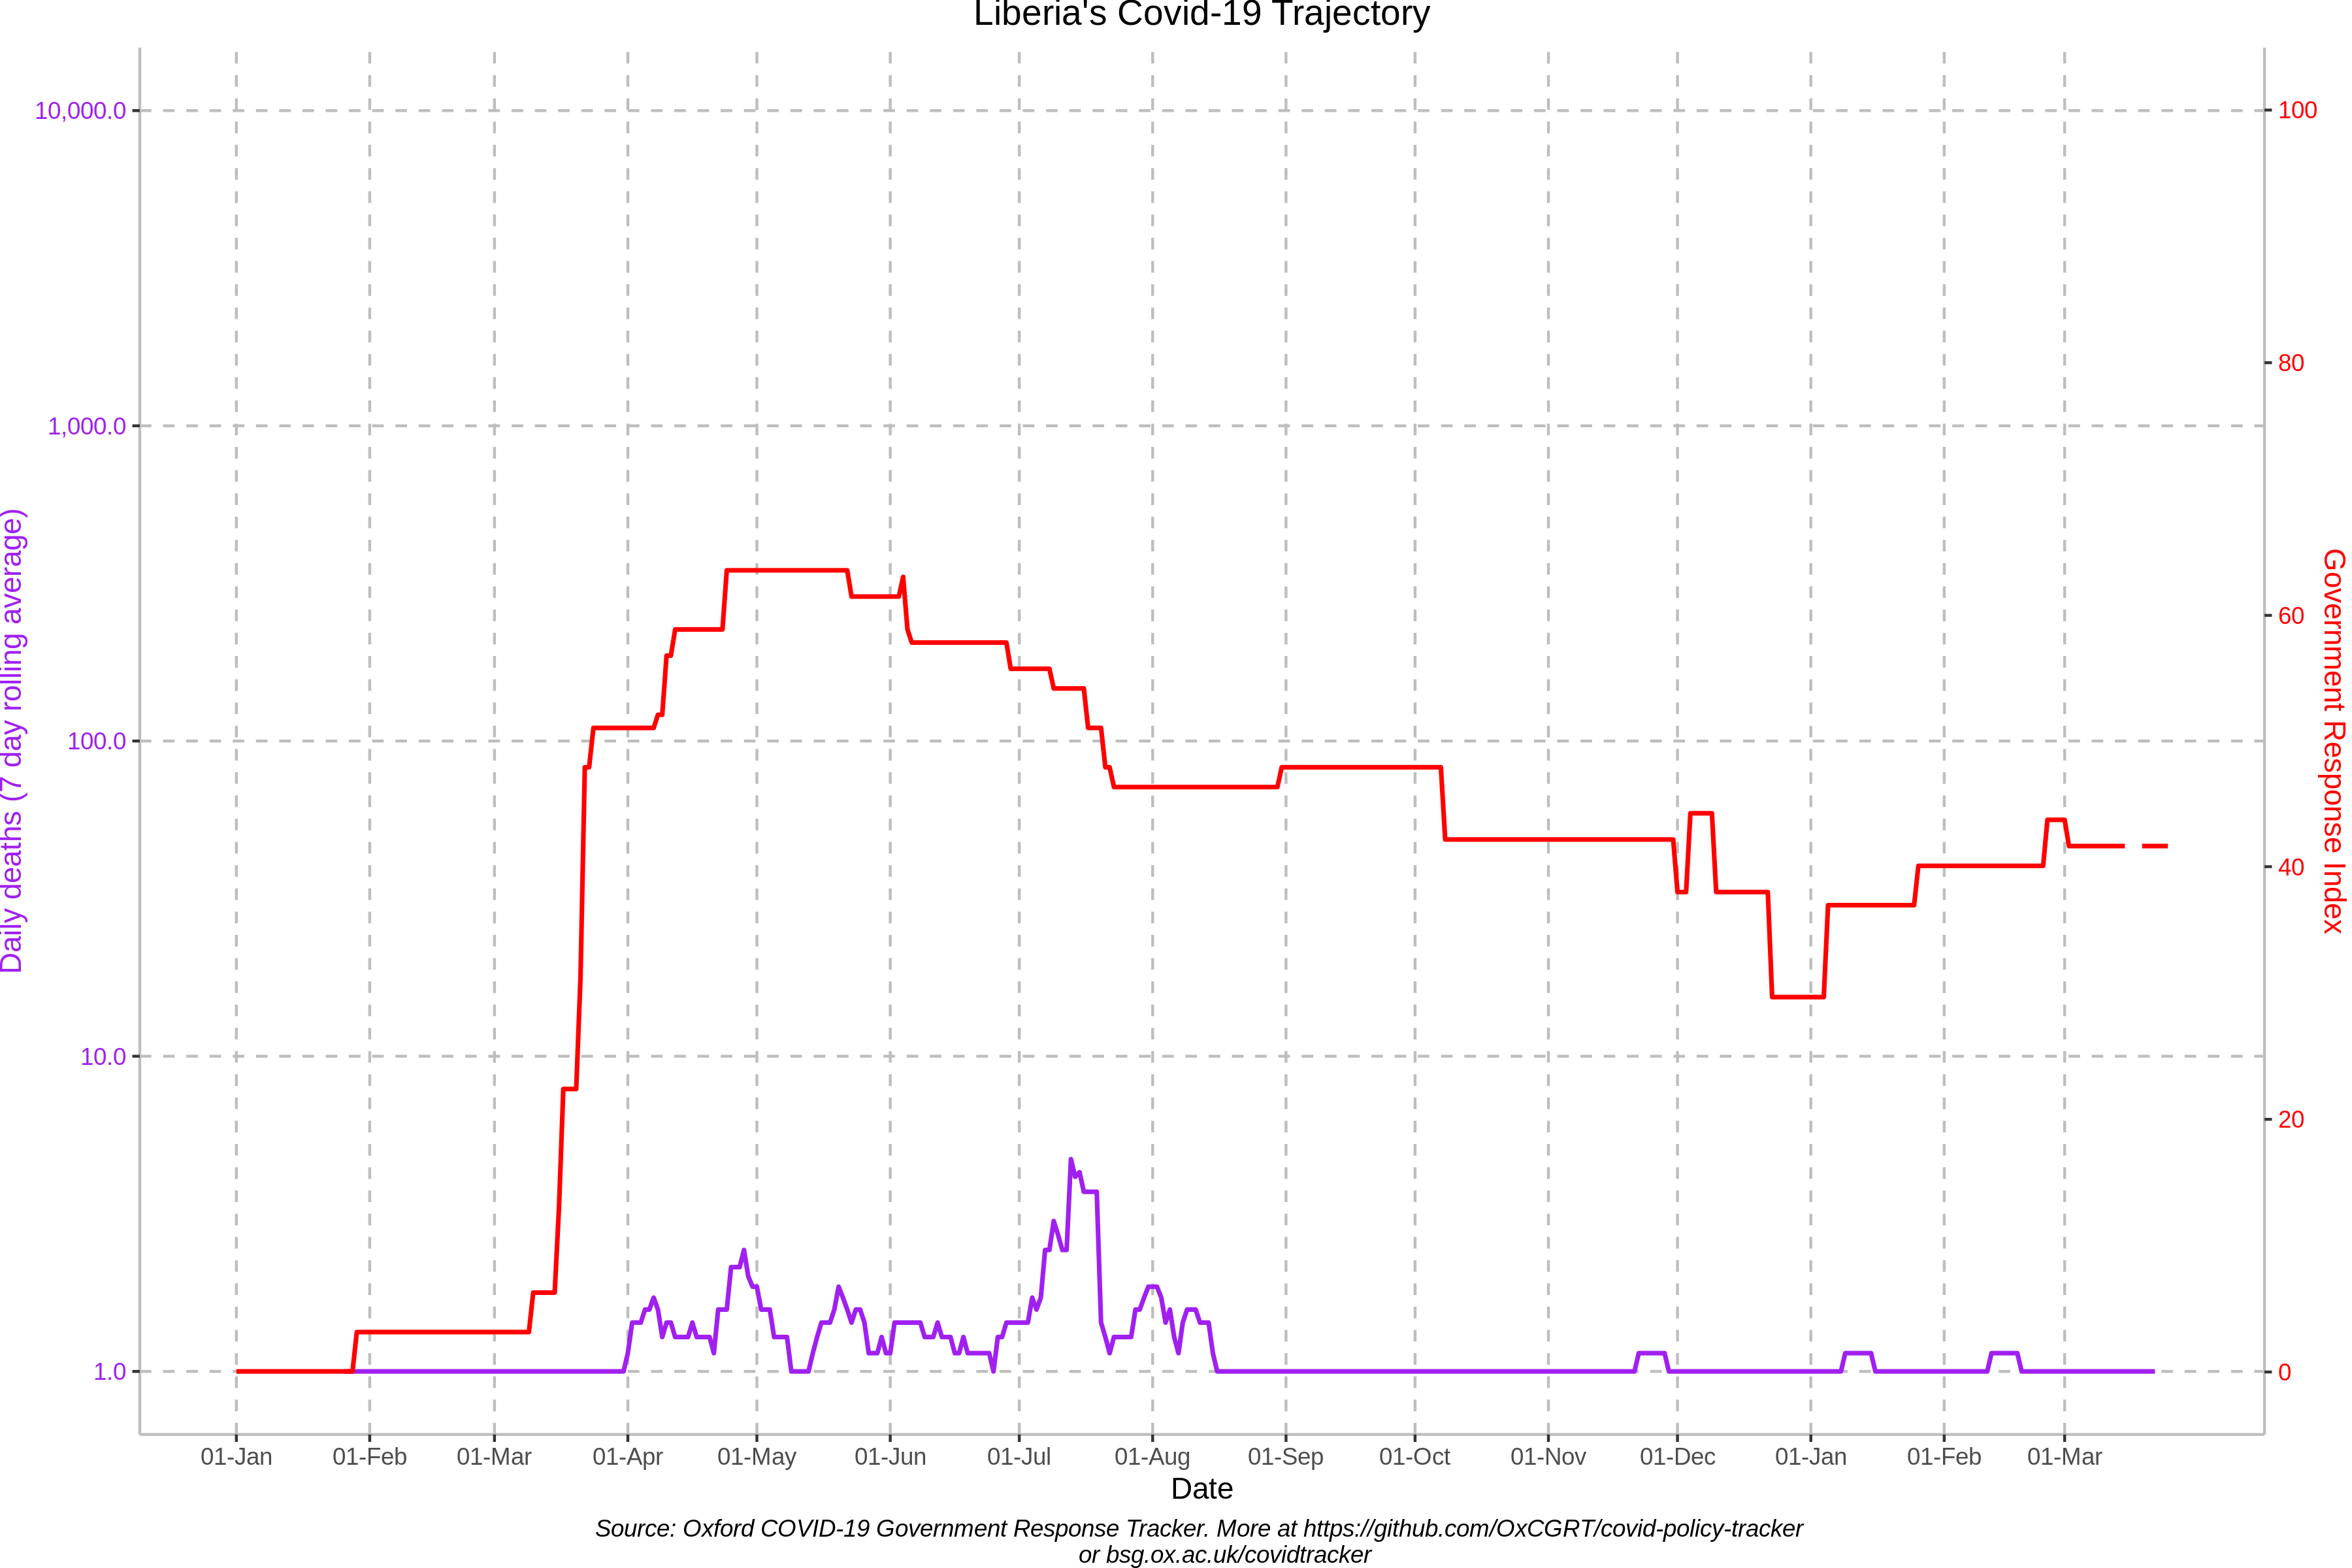 Liberia's Covid-19 Trajectory
10,000.0
1,000.0
100.0
10.0
1.0
Daily deaths (7 day rolling average)
100
80
60
40
20
0
Government Response Index
01-Jan 01-Feb 01-Mar 01-Apr 01-May 01-Jun 01-Jul 01-Aug 01-Sep 01-Oct 01-Nov 01-Dec 01-Jan 01-Feb 01-Mar
Date
Source: Oxford COVID-19 Government Response Tracker. More at https://github.com/OxCGRT/covid-policy-tracker
or bsg.ox.ac.uk/covidtracker